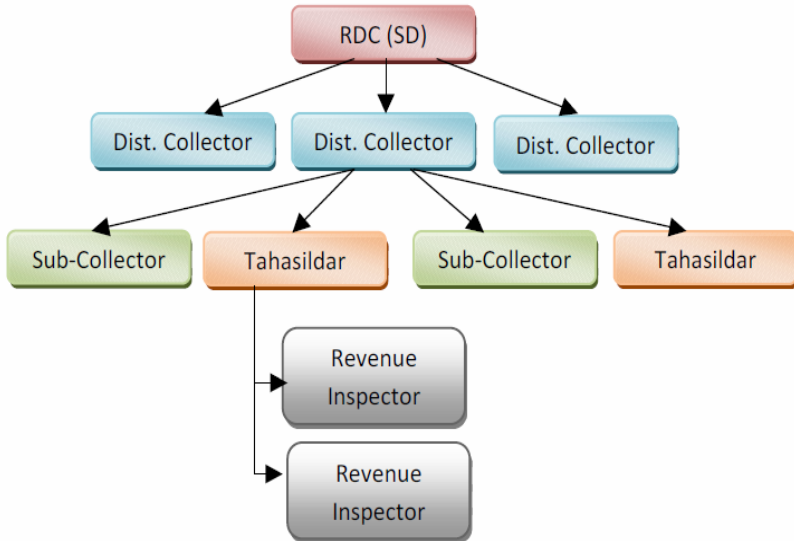 RDC (SD)
Dist. Collector
Dist. Collector
Dist. Collector
Sub-Collector
Tahasildar
Sub-Collector
Tahasildar
Revenue
Inspector
Revenue
Inspector